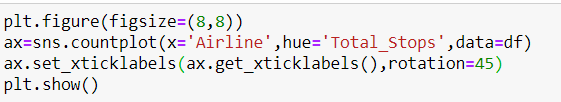 plt.figure(figsize=(8,8))
ax=sns.countplot(x='Airline',hue='Total_Stops',data=df)
ax.set_xticklabels(ax.get_xticklabels(),rotation=45)
plt.show()